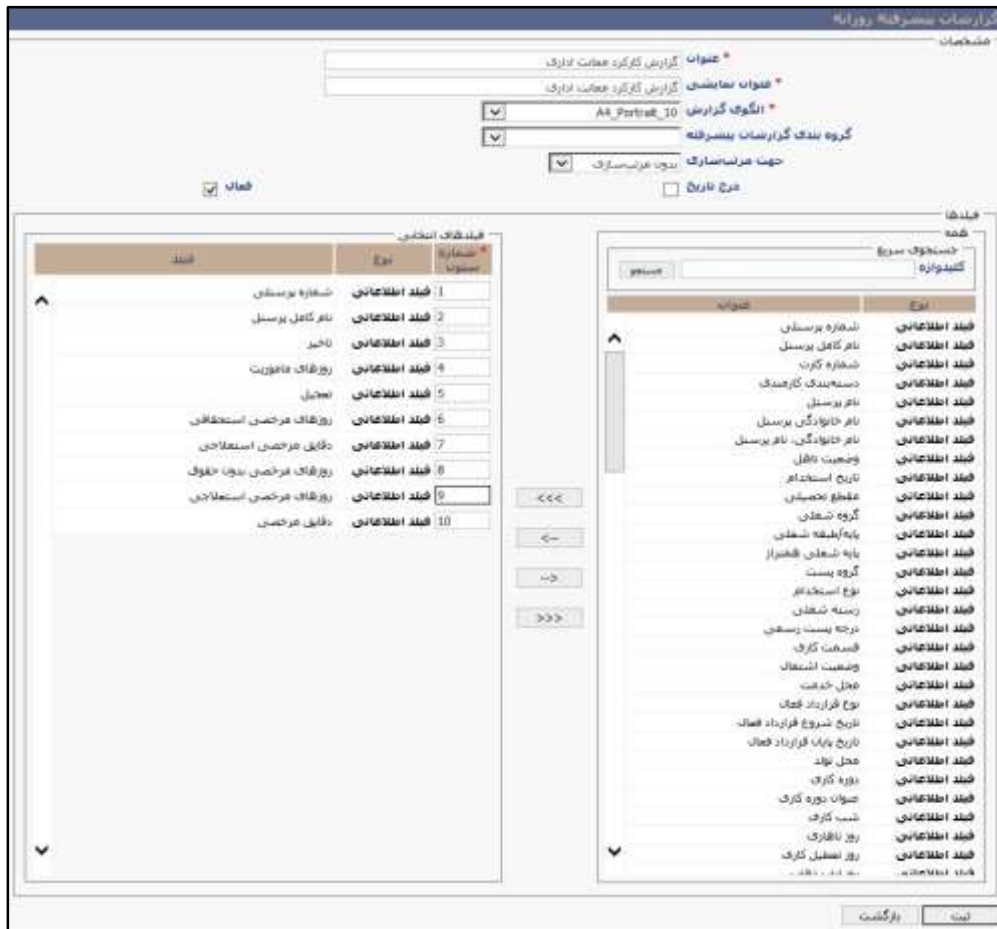 گزارشات پیشرفته روزانه
مشخصات
* عنوان گزارش کارکرد معانت اداری
* عنوان نمایشی گزارش کارکرد معانت اداری
* الگوی گزارش A4_Portrait_10
گروه بندی گزارشات پیشرفته
جهت مرتب‌سازی بدون مرتب‌سازی
درج تاریخ فعال
فیلدها
همه
جستجوی سریع
کلیدواژه جستجو
نوع عنوان
فیلد اطلاعاتی شماره پرسنلی
فیلد اطلاعاتی نام کامل پرسنل
فیلد اطلاعاتی شماره کارت
فیلد اطلاعاتی دسته‌بندی کارمندی
فیلد اطلاعاتی نام پرسنل
فیلد اطلاعاتی نام خانوادگی پرسنل
فیلد اطلاعاتی نام خانوادگی، نام پرسنل
فیلد اطلاعاتی وضعیت تاهل
فیلد اطلاعاتی تاریخ استخدام
فیلد اطلاعاتی مقطع تحصیلی
فیلد اطلاعاتی گروه شغلی
فیلد اطلاعاتی پایه/طبقه شغلی
فیلد اطلاعاتی پایه شغلی همتراز
فیلد اطلاعاتی گروه پست
فیلد اطلاعاتی نوع استخدام
فیلد اطلاعاتی رسته شغلی
فیلد اطلاعاتی درجه پست رسمی
فیلد اطلاعاتی قسمت کاری
فیلد اطلاعاتی وضعیت اشتغال
فیلد اطلاعاتی محل خدمت
فیلد اطلاعاتی نوع قرارداد فعال
فیلد اطلاعاتی تاریخ شروع قرارداد فعال
فیلد اطلاعاتی تاریخ پایان قرارداد فعال
فیلد اطلاعاتی محل تولد
فیلد اطلاعاتی دوره کاری
فیلد اطلاعاتی عنوان دوره کاری
فیلد اطلاعاتی شیب کاری
فیلد اطلاعاتی روز ناهاری
فیلد اطلاعاتی روز تعطیل کاری
فیلد اطلاعاتی
<<<
<--
-->
>>>
فیلدهای انتخابی
* شماره ستون نوع فیلد
1 فیلد اطلاعاتی شماره پرسنلی
2 فیلد اطلاعاتی نام کامل پرسنل
3 فیلد اطلاعاتی تاخیر
4 فیلد اطلاعاتی روزهای ماموریت
5 فیلد اطلاعاتی تعجیل
6 فیلد اطلاعاتی روزهای مرخصی استحقاقی
7 فیلد اطلاعاتی دقایق مرخصی استعلاجی
8 فیلد اطلاعاتی روزهای مرخصی بدون حقوق
9 فیلد اطلاعاتی روزهای مرخصی استعلاجی
10 فیلد اطلاعاتی دقایق مرخصی
ثبت بازگشت